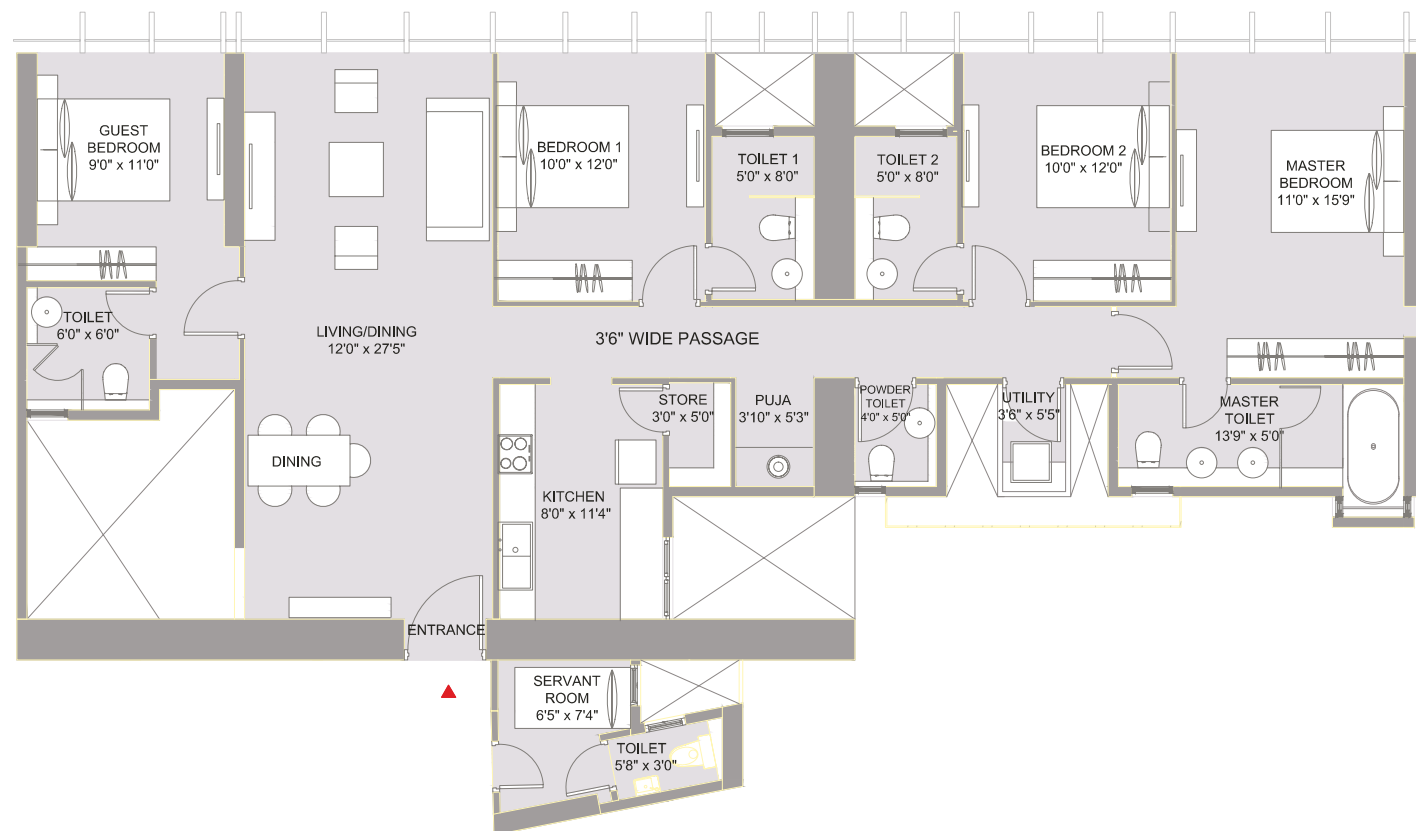 GUEST
BEDROOM
9'0" x 11'0"
BEDROOM 1
10'0" x 12'0"
TOILET 1
5'0" x 8'0"
TOILET 2
5'0" x 8'0"
BEDROOM 2
10'0" x 12'0"
MASTER
BEDROOM
11'0" x 15'9"
TOILET
6'0" x 6'0"
LIVING/DINING
12'0" x 27'5"
3'6" WIDE PASSAGE
STORE
3'0" x 5'0"
PUJA
3'10" x 5'3"
POWDER
TOILET
4'0" x 5'0"
UTILITY
3'6" x 5'5"
MASTER
TOILET
13'9" x 5'0"
DINING
KITCHEN
8'0" x 11'4"
ENTRANCE
SERVANT
ROOM
6'5" x 7'4"
TOILET
5'8" x 3'0"